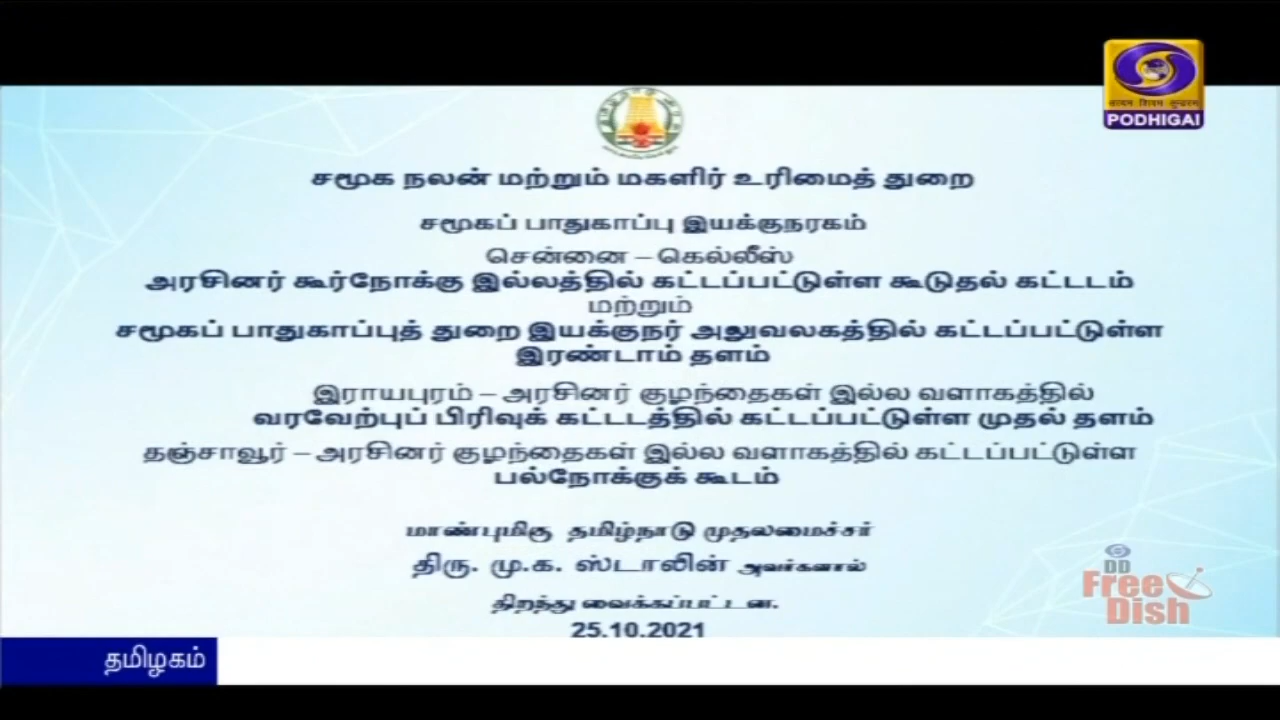 सत्यम शिवम सुन्दरम
PODHIGAI
சமூக நலன் மற்றும் மகளிர் உரிமைத் துறை
சமூகப் பாதுகாப்பு இயக்குநரகம்
சென்னை – கெல்லீஸ்
அரசினர் கூர்நோக்கு இல்லத்தில் கட்டப்பட்டுள்ள கூடுதல் கட்டடம்
மற்றும்
சமூகப் பாதுகாப்புத் துறை இயக்குநர் அலுவலகத்தில் கட்டப்பட்டுள்ள
இரண்டாம் தளம்
இராயபுரம் – அரசினர் குழந்தைகள் இல்ல வளாகத்தில்
வரவேற்புப் பிரிவுக் கட்டடத்தில் கட்டப்பட்டுள்ள முதல் தளம்
தஞ்சாவூர் – அரசினர் குழந்தைகள் இல்ல வளாகத்தில் கட்டப்பட்டுள்ள
பல்நோக்குக் கூடம்
மாண்புமிகு தமிழ்நாடு முதலமைச்சர்
திரு. மு.க. ஸ்டாலின் அவர்களால்
திறந்து வைக்கப்பட்டன.
25.10.2021
DD
Free
Dish
தமிழகம்